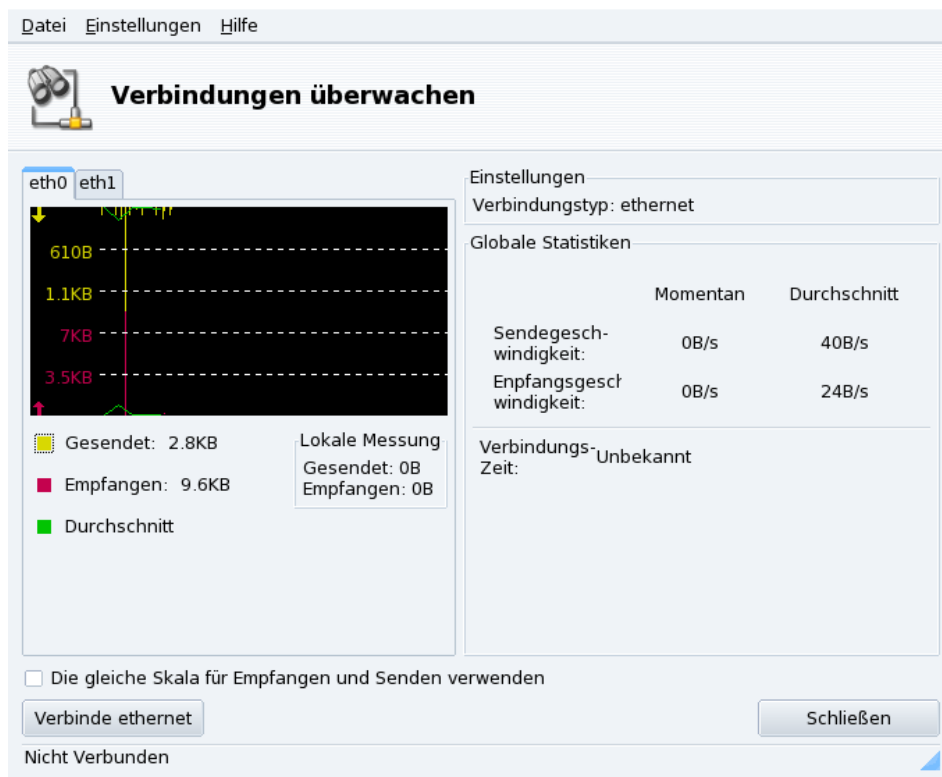 Datei Einstellungen Hilfe
Verbindungen überwachen
eth0 eth1
610B
1.1KB
7KB
3.5KB
Gesendet: 2.8KB
Empfangen: 9.6KB
Durchschnitt
Lokale Messung
Gesendet: 0B
Empfangen: 0B
Einstellungen
Verbindungstyp: ethernet
Globale Statistiken
Momentan Durchschnitt
Sendegesch-
windigkeit: 0B/s 40B/s
Enpfangsgesch
windigkeit: 0B/s 24B/s
Verbindungs-
Zeit: Unbekannt
Die gleiche Skala für Empfangen und Senden verwenden
Verbinde ethernet Schließen
Nicht Verbunden